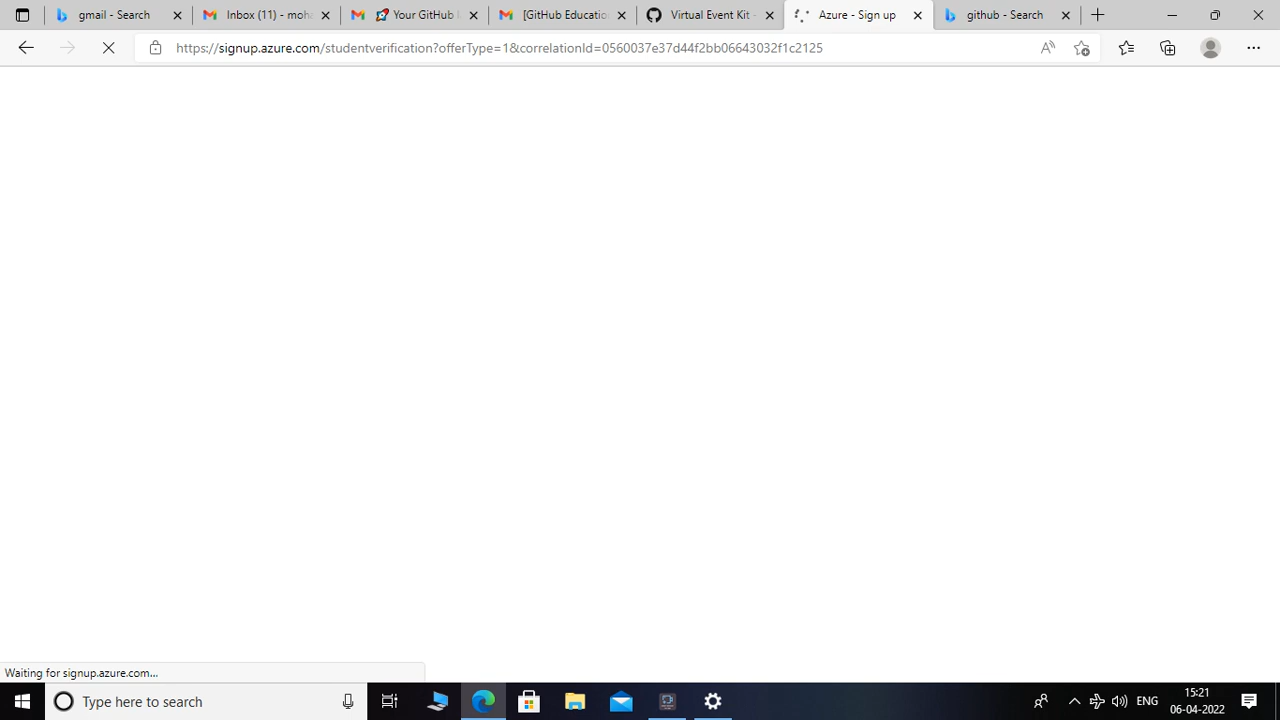 gmail - Search
Inbox (11) - moha
Your GitHub
[GitHub Education
Virtual Event Kit -
Azure - Sign up
github - Search
https://signup.azure.com/studentverification?offerType=1&correlationId=0560037e37d44f2bb06643032f1c2125
Waiting for signup.azure.com...
Type here to search
ENG
15:21
06-04-2022